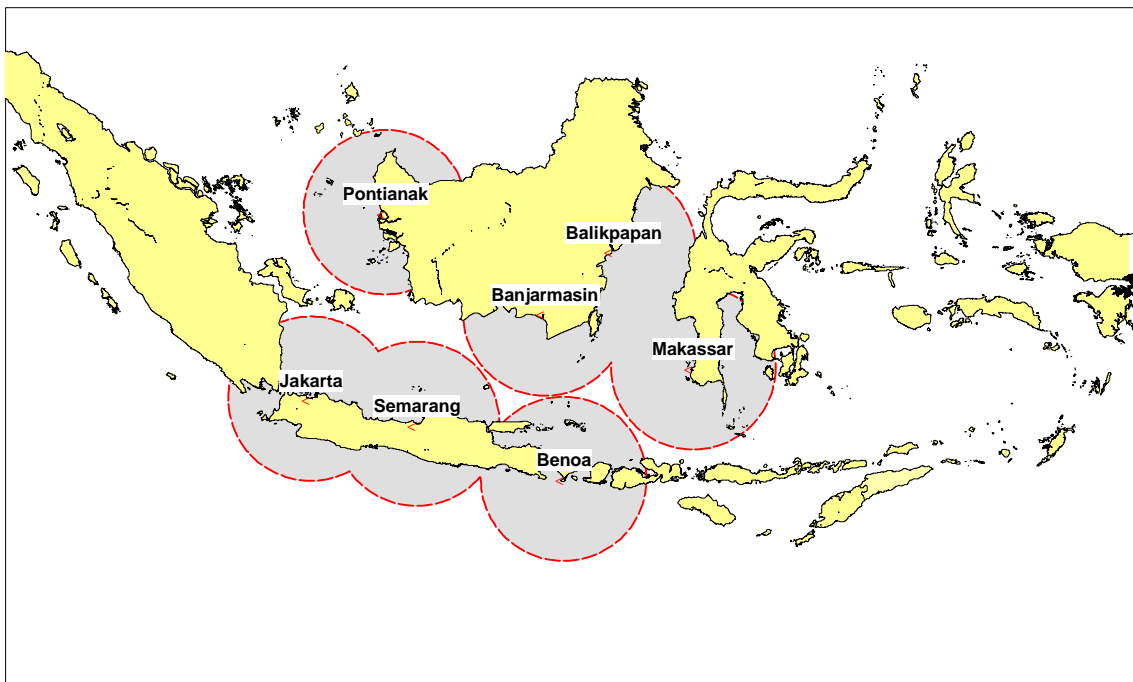 Pontianak
Balikpapan
Banjarmasin
Makassar
Jakarta
Semarang
Benoa